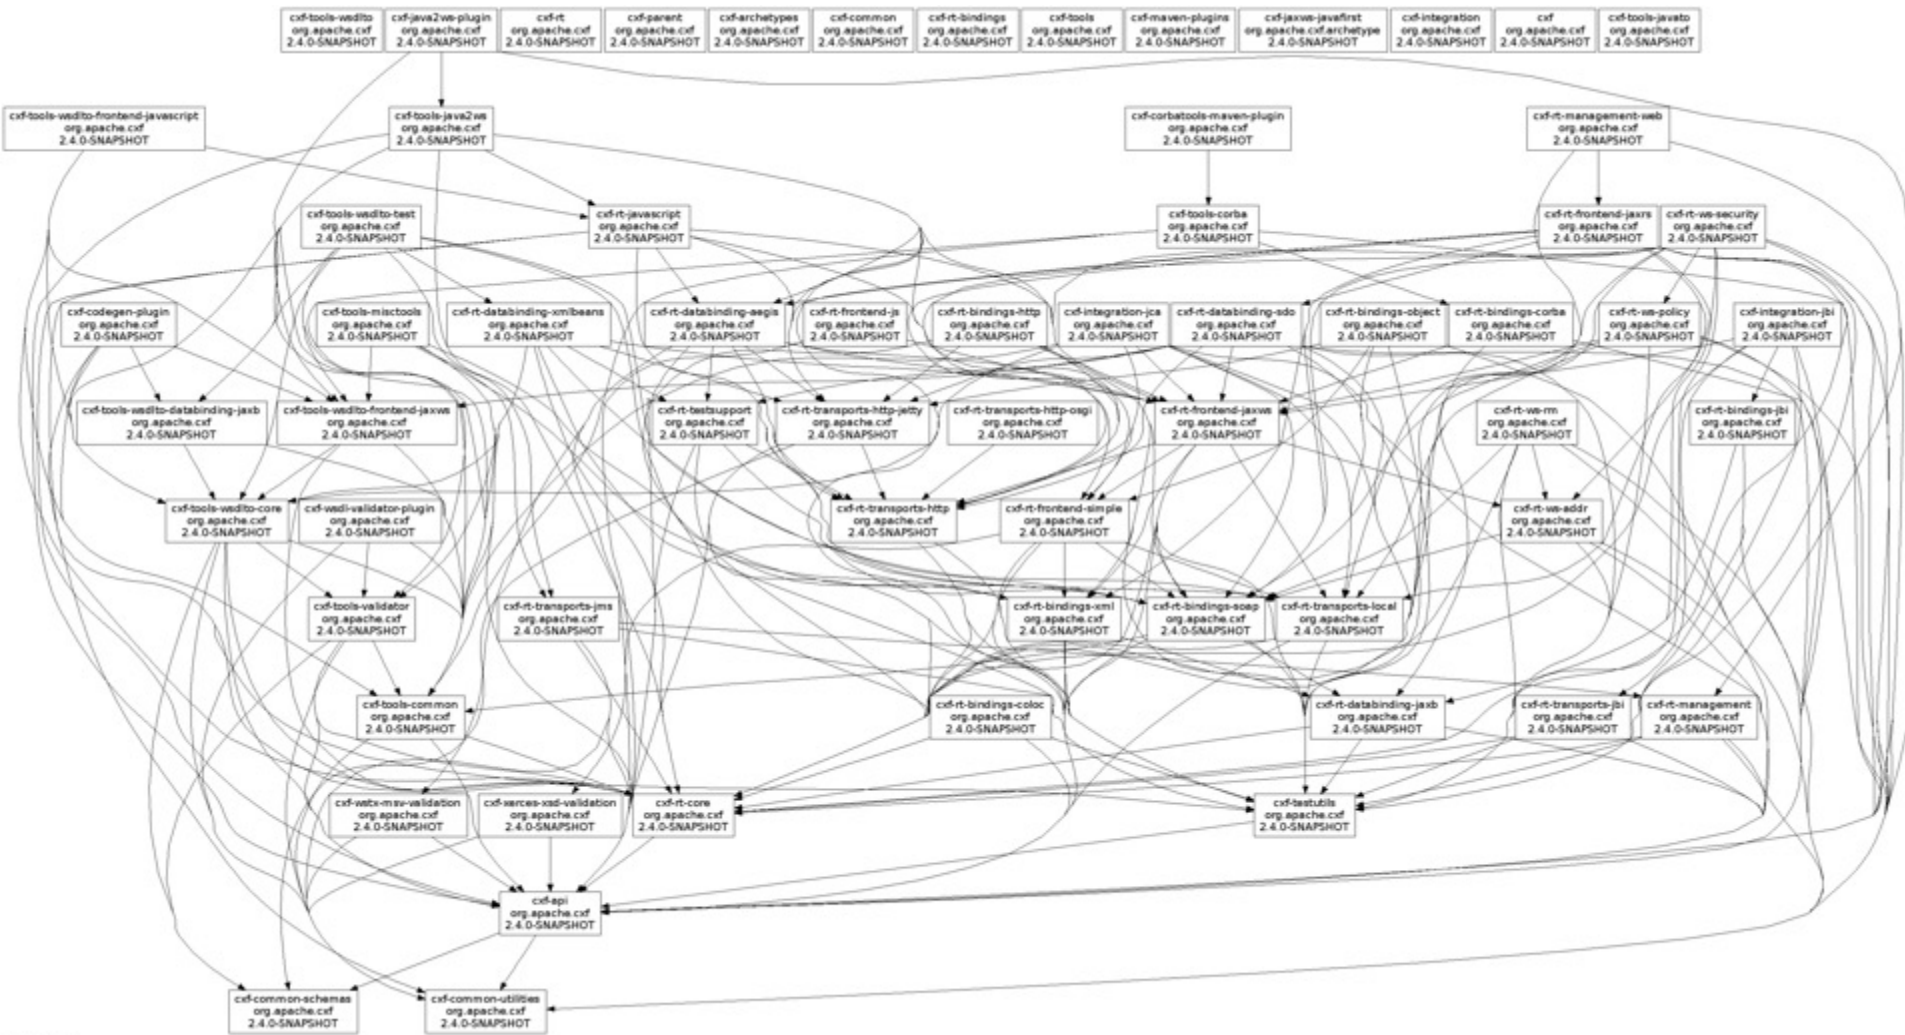 cxf-tools-wsdlto
org.apache.cxf
2.4.0-SNAPSHOT
cxf-java2ws-plugin
org.apache.cxf
2.4.0-SNAPSHOT
cxf-rt
org.apache.cxf
2.4.0-SNAPSHOT
cxf-parent
org.apache.cxf
2.4.0-SNAPSHOT
cxf-archetypes
org.apache.cxf
2.4.0-SNAPSHOT
cxf-common
org.apache.cxf
2.4.0-SNAPSHOT
cxf-rt-bindings
org.apache.cxf
2.4.0-SNAPSHOT
cxf-tools
org.apache.cxf
2.4.0-SNAPSHOT
cxf-maven-plugins
org.apache.cxf
2.4.0-SNAPSHOT
cxf-jaxws-javafirst
org.apache.cxf.archetype
2.4.0-SNAPSHOT
cxf-integration
org.apache.cxf
2.4.0-SNAPSHOT
cxf
org.apache.cxf
2.4.0-SNAPSHOT
cxf-tools-javato
org.apache.cxf
2.4.0-SNAPSHOT
cxf-tools-wsdlto-frontend-javascript
org.apache.cxf
2.4.0-SNAPSHOT
cxf-tools-java2ws
org.apache.cxf
2.4.0-SNAPSHOT
cxf-corbatools-maven-plugin
org.apache.cxf
2.4.0-SNAPSHOT
cxf-rt-management-web
org.apache.cxf
2.4.0-SNAPSHOT
cxf-tools-wsdlto-test
org.apache.cxf
2.4.0-SNAPSHOT
cxf-rt-javascript
org.apache.cxf
2.4.0-SNAPSHOT
cxf-tools-corba
org.apache.cxf
2.4.0-SNAPSHOT
cxf-rt-frontend-jaxrs
org.apache.cxf
2.4.0-SNAPSHOT
cxf-rt-ws-security
org.apache.cxf
2.4.0-SNAPSHOT
cxf-codegen-plugin
org.apache.cxf
2.4.0-SNAPSHOT
cxf-tools-misctools
org.apache.cxf
2.4.0-SNAPSHOT
cxf-rt-databinding-xmlbeans
org.apache.cxf
2.4.0-SNAPSHOT
cxf-rt-databinding-aegis
org.apache.cxf
2.4.0-SNAPSHOT
cxf-rt-frontend-js
org.apache.cxf
2.4.0-SNAPSHOT
cxf-rt-bindings-http
org.apache.cxf
2.4.0-SNAPSHOT
cxf-integration-jca
org.apache.cxf
2.4.0-SNAPSHOT
cxf-rt-databinding-sdo
org.apache.cxf
2.4.0-SNAPSHOT
cxf-rt-bindings-object
org.apache.cxf
2.4.0-SNAPSHOT
cxf-rt-bindings-corba
org.apache.cxf
2.4.0-SNAPSHOT
cxf-rt-ws-policy
org.apache.cxf
2.4.0-SNAPSHOT
cxf-integration-jbi
org.apache.cxf
2.4.0-SNAPSHOT
cxf-tools-wsdlto-databinding-jaxb
org.apache.cxf
2.4.0-SNAPSHOT
cxf-tools-wsdlto-frontend-jaxws
org.apache.cxf
2.4.0-SNAPSHOT
cxf-rt-testsupport
org.apache.cxf
2.4.0-SNAPSHOT
cxf-rt-transports-http-jetty
org.apache.cxf
2.4.0-SNAPSHOT
cxf-rt-transports-http-osgi
org.apache.cxf
2.4.0-SNAPSHOT
cxf-rt-frontend-jaxws
org.apache.cxf
2.4.0-SNAPSHOT
cxf-rt-ws-rm
org.apache.cxf
2.4.0-SNAPSHOT
cxf-rt-bindings-jbi
org.apache.cxf
2.4.0-SNAPSHOT
cxf-tools-wsdlto-core
org.apache.cxf
2.4.0-SNAPSHOT
cxf-wsdl-validator-plugin
org.apache.cxf
2.4.0-SNAPSHOT
cxf-rt-transports-http
org.apache.cxf
2.4.0-SNAPSHOT
cxf-rt-frontend-simple
org.apache.cxf
2.4.0-SNAPSHOT
cxf-rt-ws-addr
org.apache.cxf
2.4.0-SNAPSHOT
cxf-tools-validator
org.apache.cxf
2.4.0-SNAPSHOT
cxf-rt-transports-jms
org.apache.cxf
2.4.0-SNAPSHOT
cxf-rt-bindings-xml
org.apache.cxf
2.4.0-SNAPSHOT
cxf-rt-bindings-soap
org.apache.cxf
2.4.0-SNAPSHOT
cxf-rt-transports-local
org.apache.cxf
2.4.0-SNAPSHOT
cxf-tools-common
org.apache.cxf
2.4.0-SNAPSHOT
cxf-rt-bindings-coloc
org.apache.cxf
2.4.0-SNAPSHOT
cxf-rt-databinding-jaxb
org.apache.cxf
2.4.0-SNAPSHOT
cxf-rt-transports-jbi
org.apache.cxf
2.4.0-SNAPSHOT
cxf-rt-management
org.apache.cxf
2.4.0-SNAPSHOT
cxf-wstx-msv-validation
org.apache.cxf
2.4.0-SNAPSHOT
cxf-xerces-xsd-validation
org.apache.cxf
2.4.0-SNAPSHOT
cxf-rt-core
org.apache.cxf
2.4.0-SNAPSHOT
cxf-testutils
org.apache.cxf
2.4.0-SNAPSHOT
cxf-api
org.apache.cxf
2.4.0-SNAPSHOT
cxf-common-schemas
org.apache.cxf
2.4.0-SNAPSHOT
cxf-common-utilities
org.apache.cxf
2.4.0-SNAPSHOT